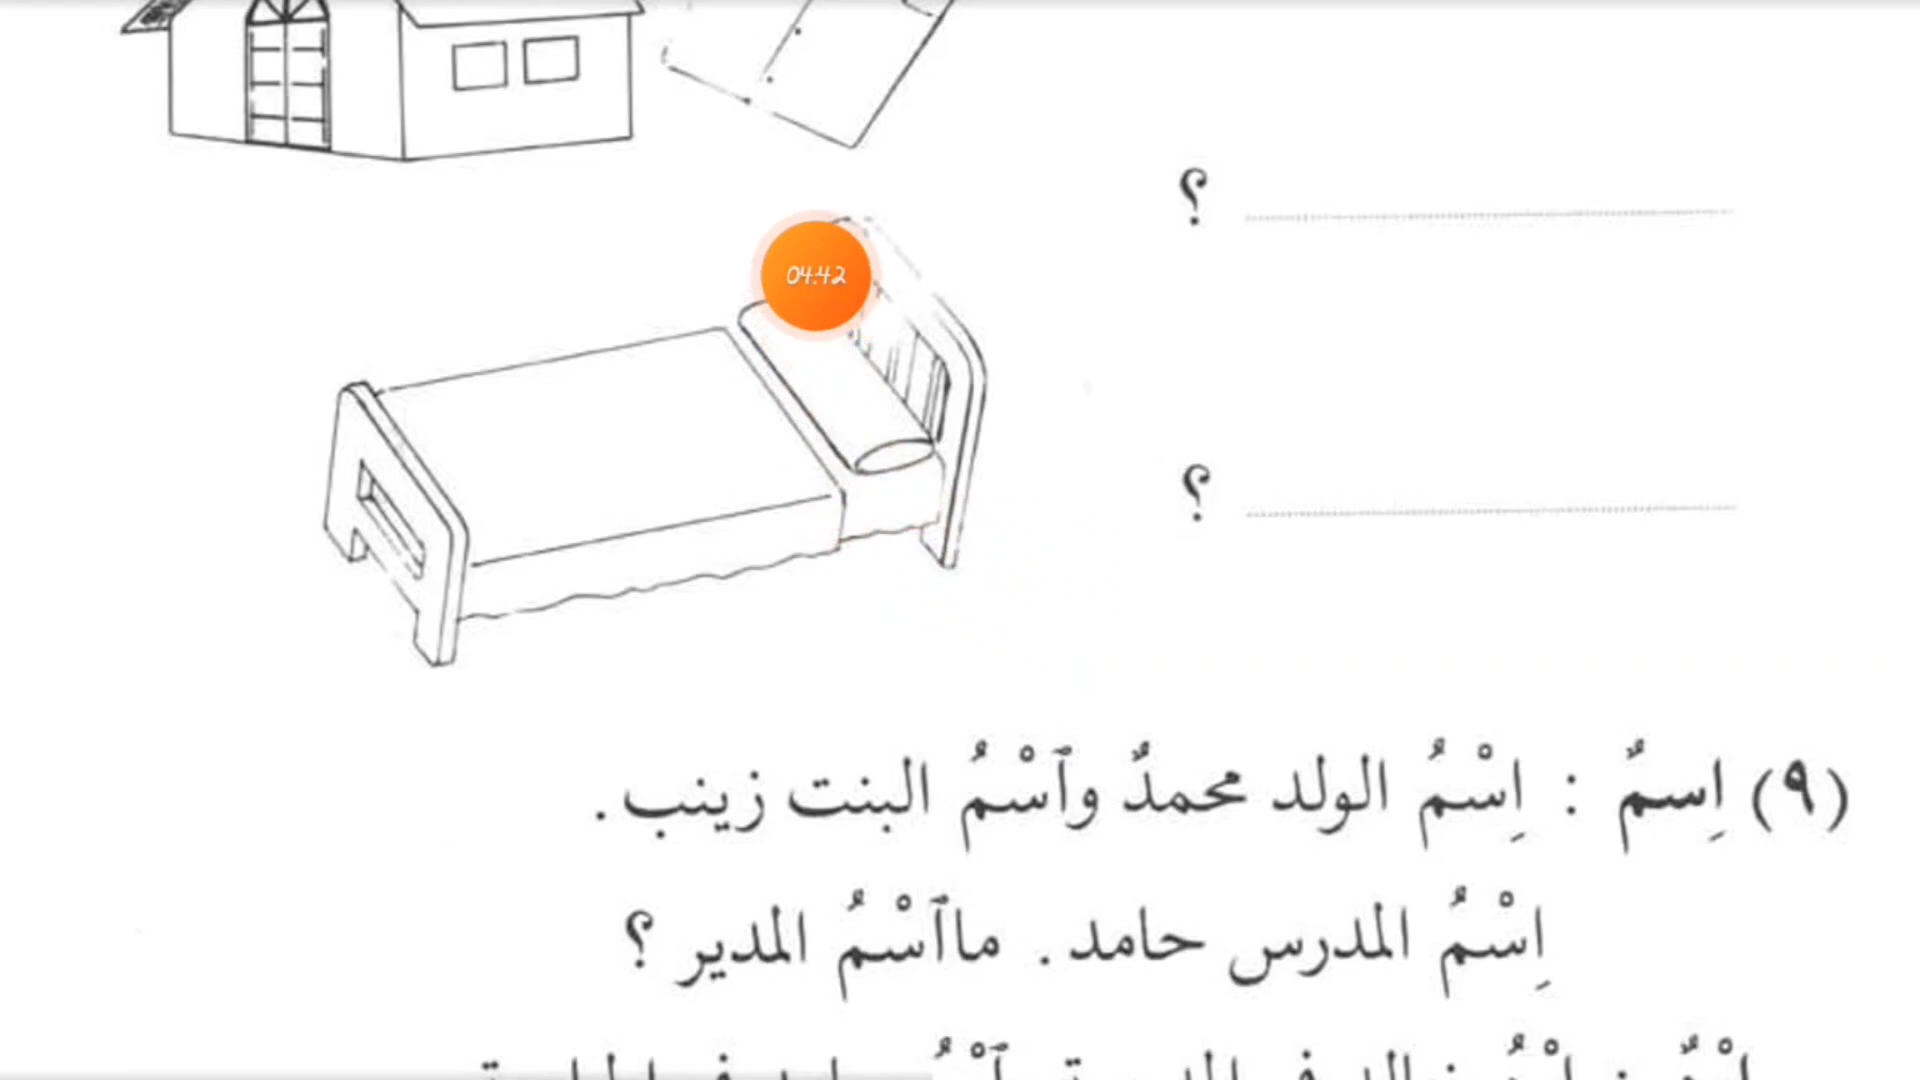 ؟
04:42
؟
(٩) اِسمٌ : اِسْمُ الولد محمدٌ وٱسْمُ البنت زينب .
اِسْمُ المدرس حامد . ماٱسْمُ المدير ؟